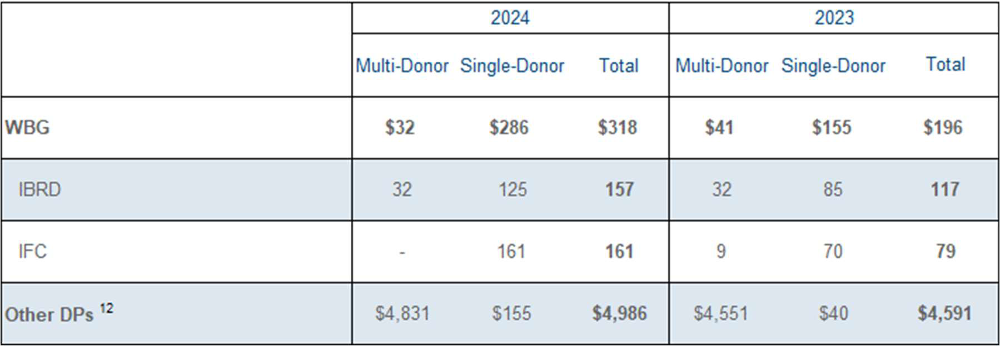 2024 2023
Multi-Donor Single-Donor Total Multi-Donor Single-Donor Total
WBG $32 $286 $318 $41 $155 $196
IBRD 32 125 157 32 85 117
IFC - 161 161 9 70 79
Other DPs 12 $4,831 $155 $4,986 $4,551 $40 $4,591